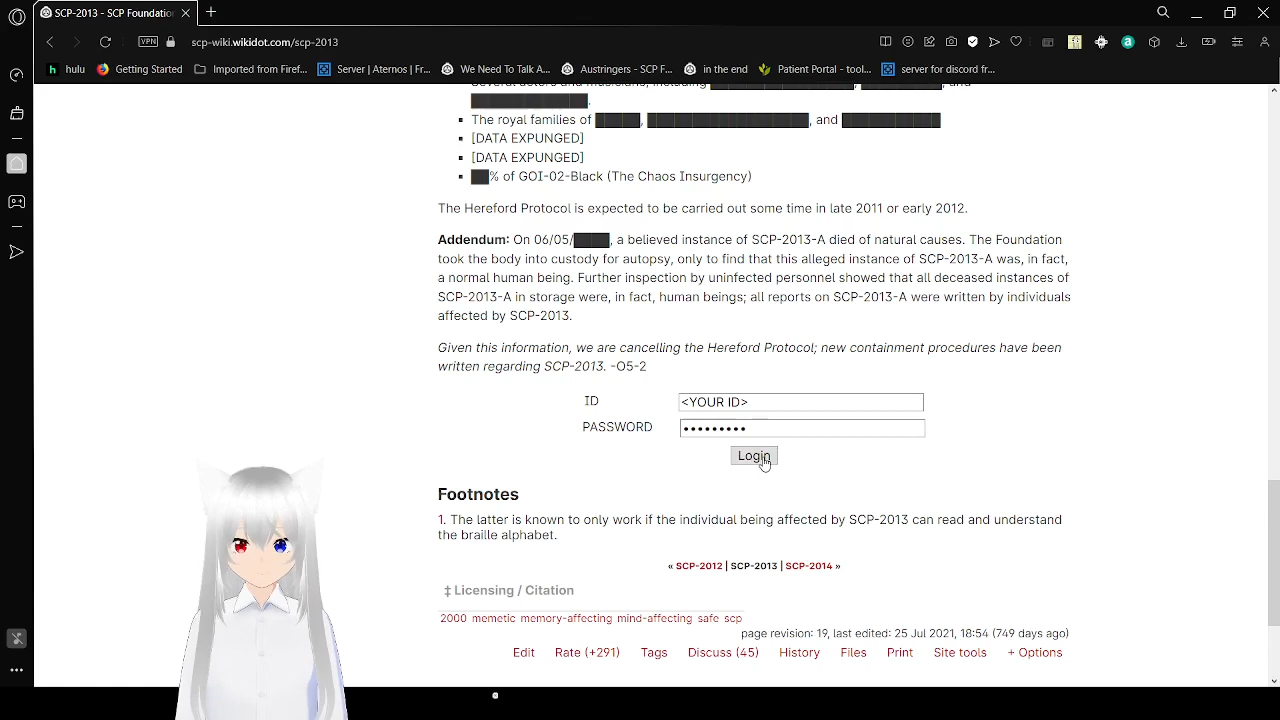 SCP-2013 - SCP Foundation
VPN
scp-wiki.wikidot.com/scp-2013
hulu
Getting Started
Imported from Firef...
Server | Aternos | Fr...
We Need To Talk A...
Austringers - SCP F...
in the end
Patient Portal - tool...
server for discord fr...
Several actors and musicians, including ███████████████, ████████, and
████████████.
The royal families of █████, ██████████████████, and ███████████
[DATA EXPUNGED]
[DATA EXPUNGED]
██% of GOI-02-Black (The Chaos Insurgency)
The Hereford Protocol is expected to be carried out some time in late 2011 or early 2012.
Addendum: On 06/05/████, a believed instance of SCP-2013-A died of natural causes. The Foundation
took the body into custody for autopsy, only to find that this alleged instance of SCP-2013-A was, in fact,
a normal human being. Further inspection by uninfected personnel showed that all deceased instances of
SCP-2013-A in storage were, in fact, human beings; all reports on SCP-2013-A were written by individuals
affected by SCP-2013.
Given this information, we are cancelling the Hereford Protocol; new containment procedures have been
written regarding SCP-2013. -O5-2
ID <YOUR ID>
PASSWORD •••••••••
Login
Footnotes
1. The latter is known to only work if the individual being affected by SCP-2013 can read and understand
the braille alphabet.
« SCP-2012 | SCP-2013 | SCP-2014 »
‡ Licensing / Citation
2000 memetic memory-affecting mind-affecting safe scp
page revision: 19, last edited: 25 Jul 2021, 18:54 (749 days ago)
Edit Rate (+291) Tags Discuss (45) History Files Print Site tools + Options